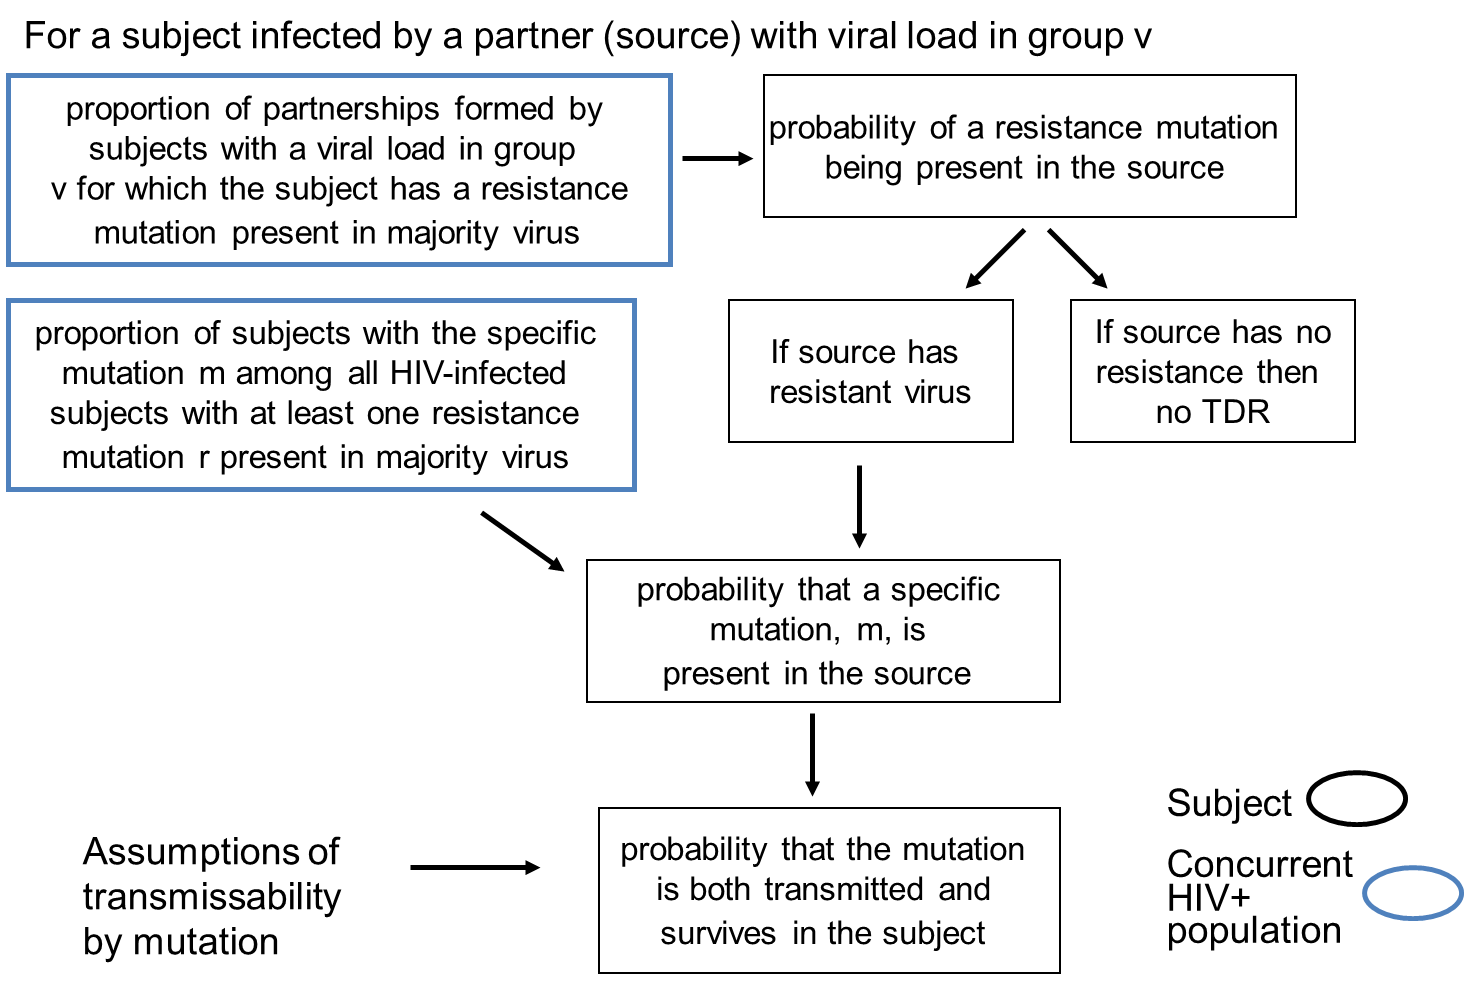 For a subject infected by a partner (source) with viral load in group v
proportion of partnerships formed by
subjects with a viral load in group
v for which the subject has a resistance
mutation present in majority virus
probability of a resistance mutation
being present in the source
proportion of subjects with the specific
mutation m among all HIV-infected
subjects with at least one resistance
mutation r present in majority virus
If source has
resistant virus
If source has no
resistance then
no TDR
probability that a specific
mutation, m, is
present in the source
Assumptions of
transmissability
by mutation
probability that the mutation
is both transmitted and
survives in the subject
Subject
Concurrent
HIV+
population